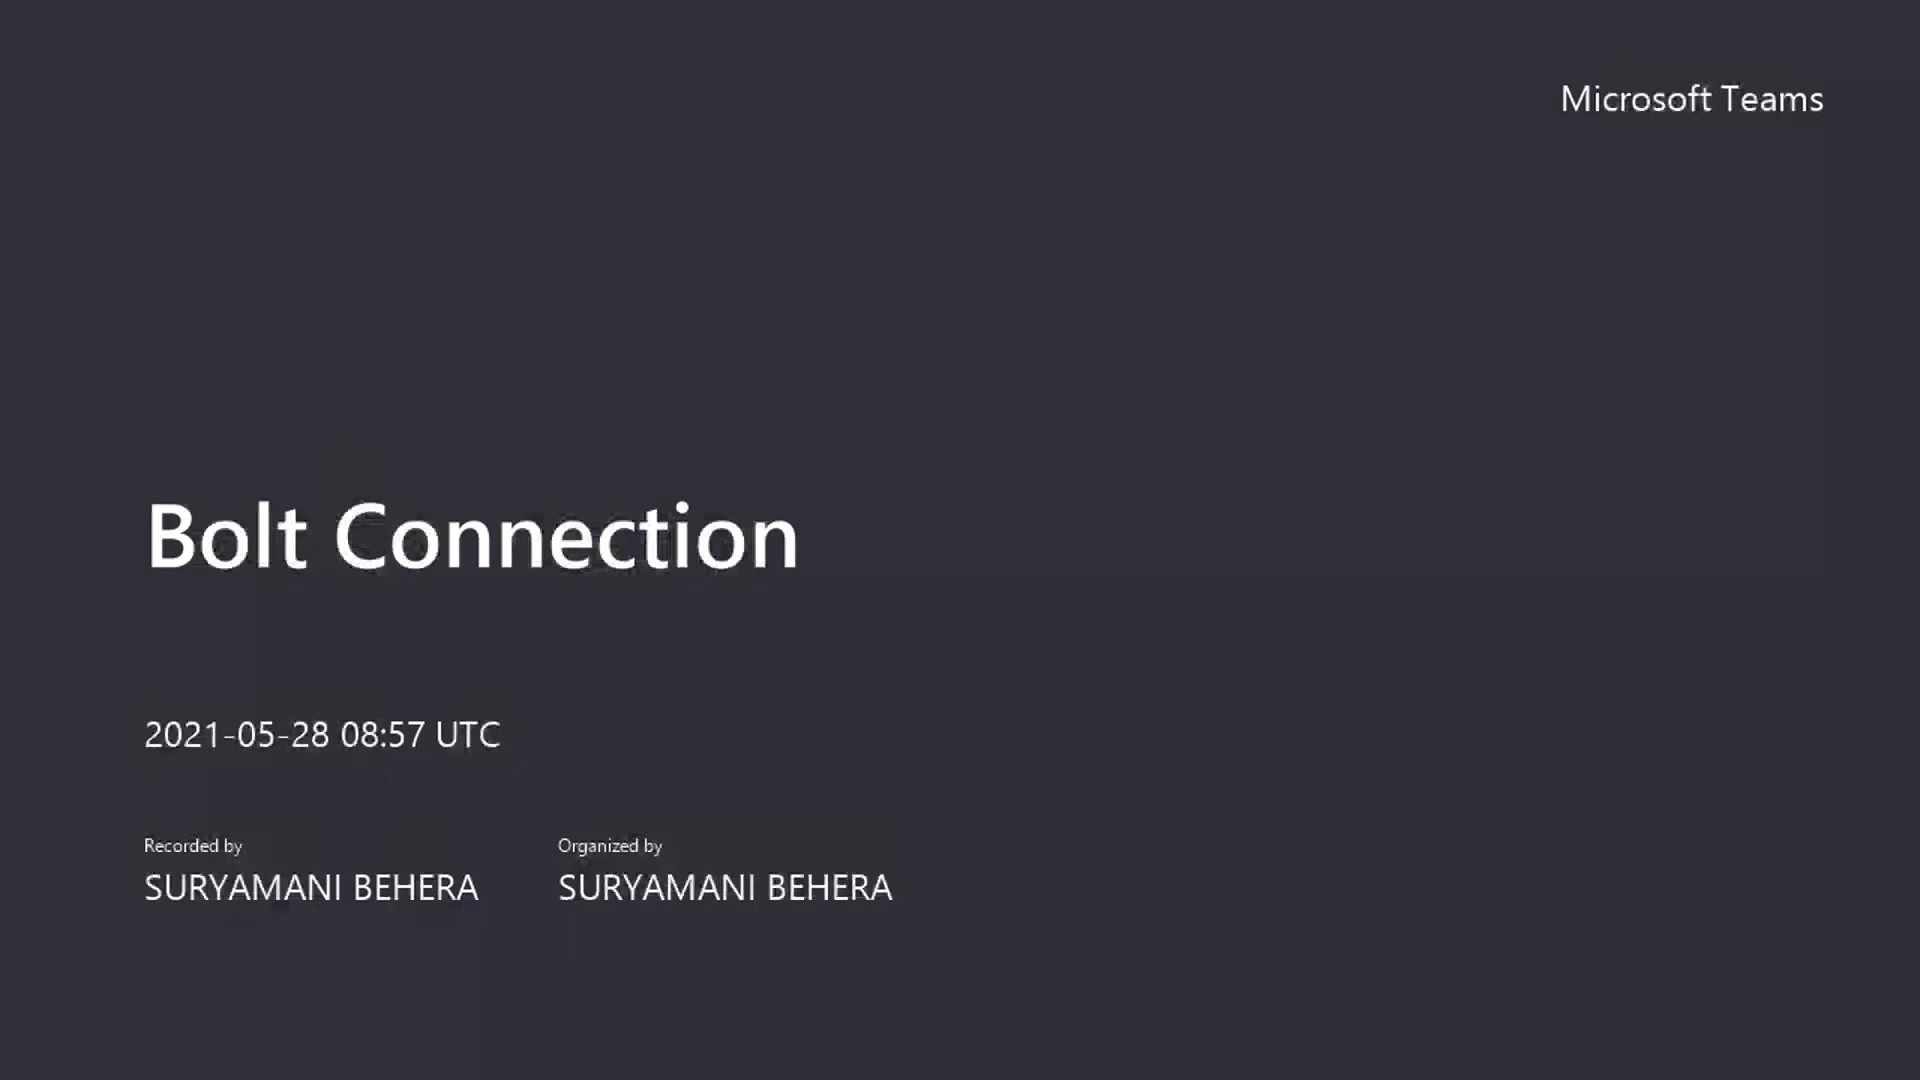 Microsoft Teams
Bolt Connection
2021-05-28 08:57 UTC
Recorded by
SURYAMANI BEHERA
Organized by
SURYAMANI BEHERA